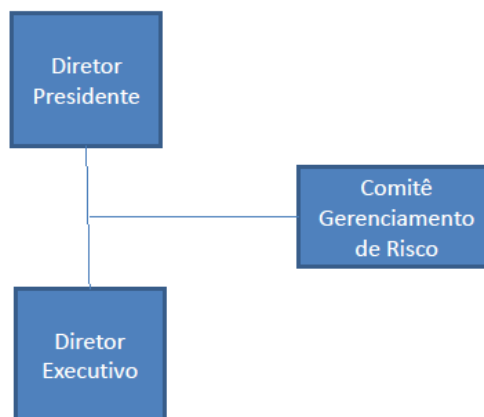 Diretor
Presidente
Comitê
Gerenciamento
de Risco
Diretor
Executivo